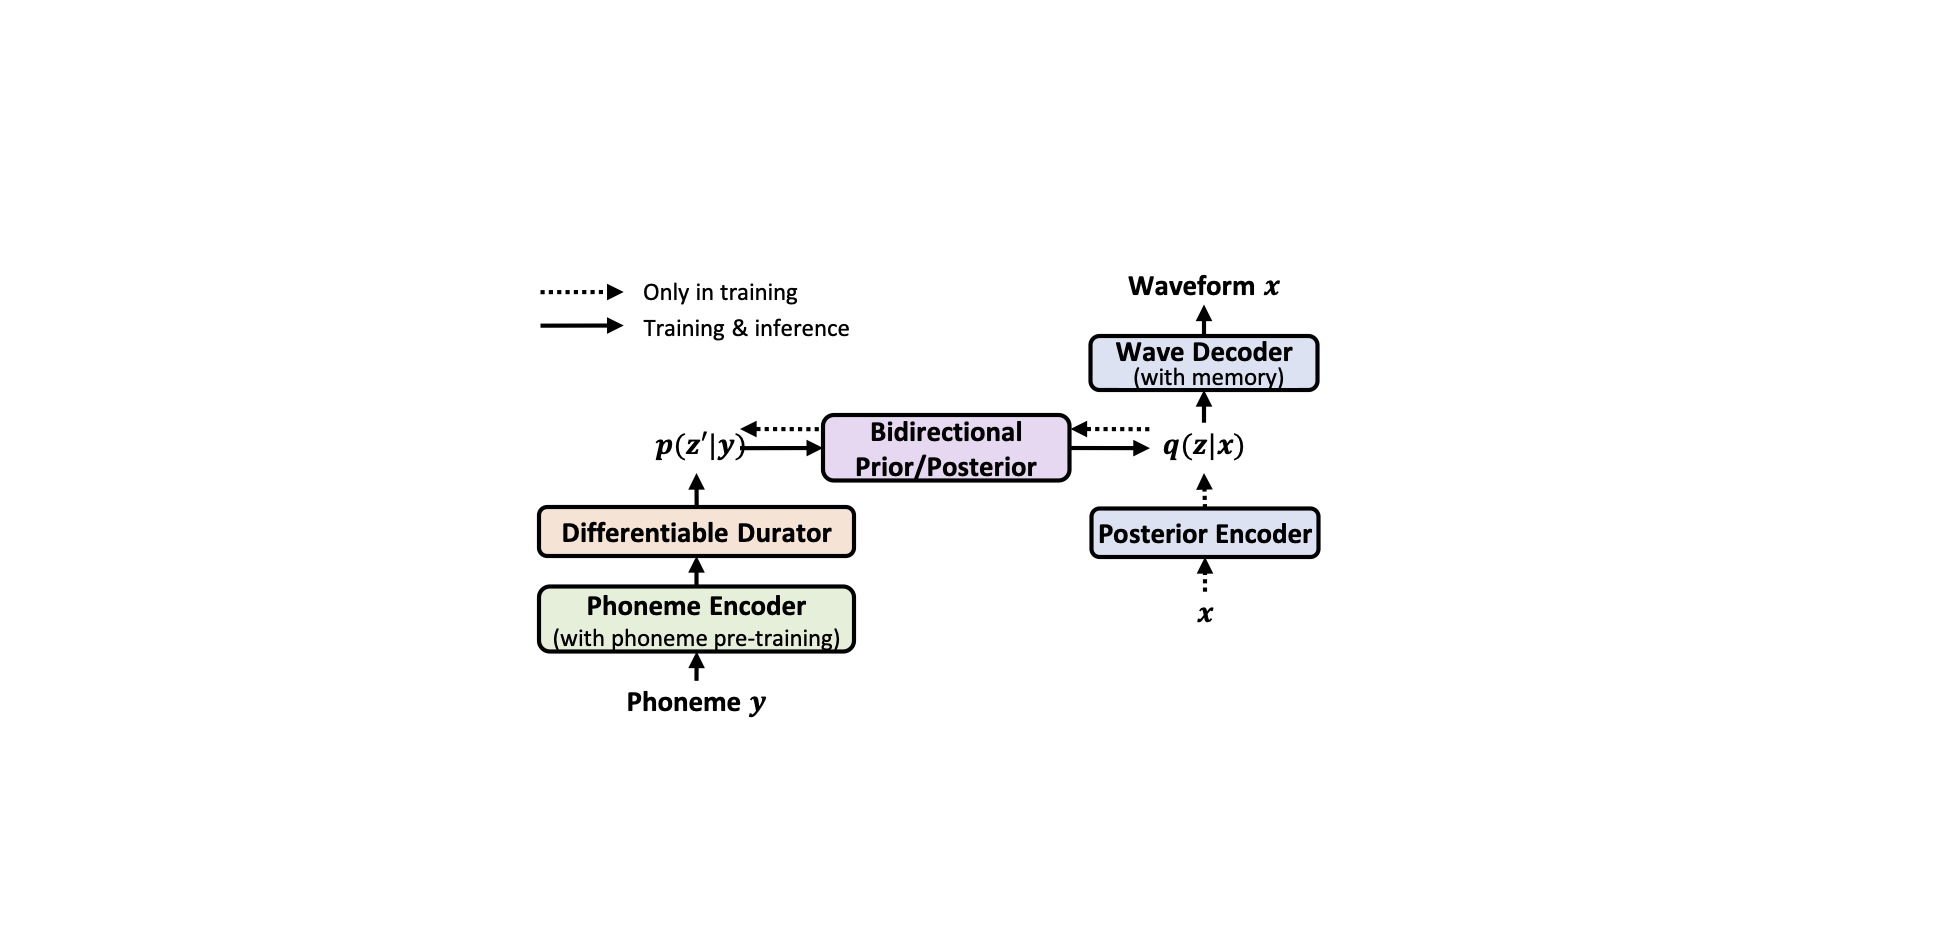 Only in training
Training & inference
Waveform x
Wave Decoder
(with memory)
p(z′|y)
Bidirectional
Prior/Posterior
q(z|x)
Differentiable Durator
Posterior Encoder
Phoneme Encoder
(with phoneme pre-training)
x
Phoneme y